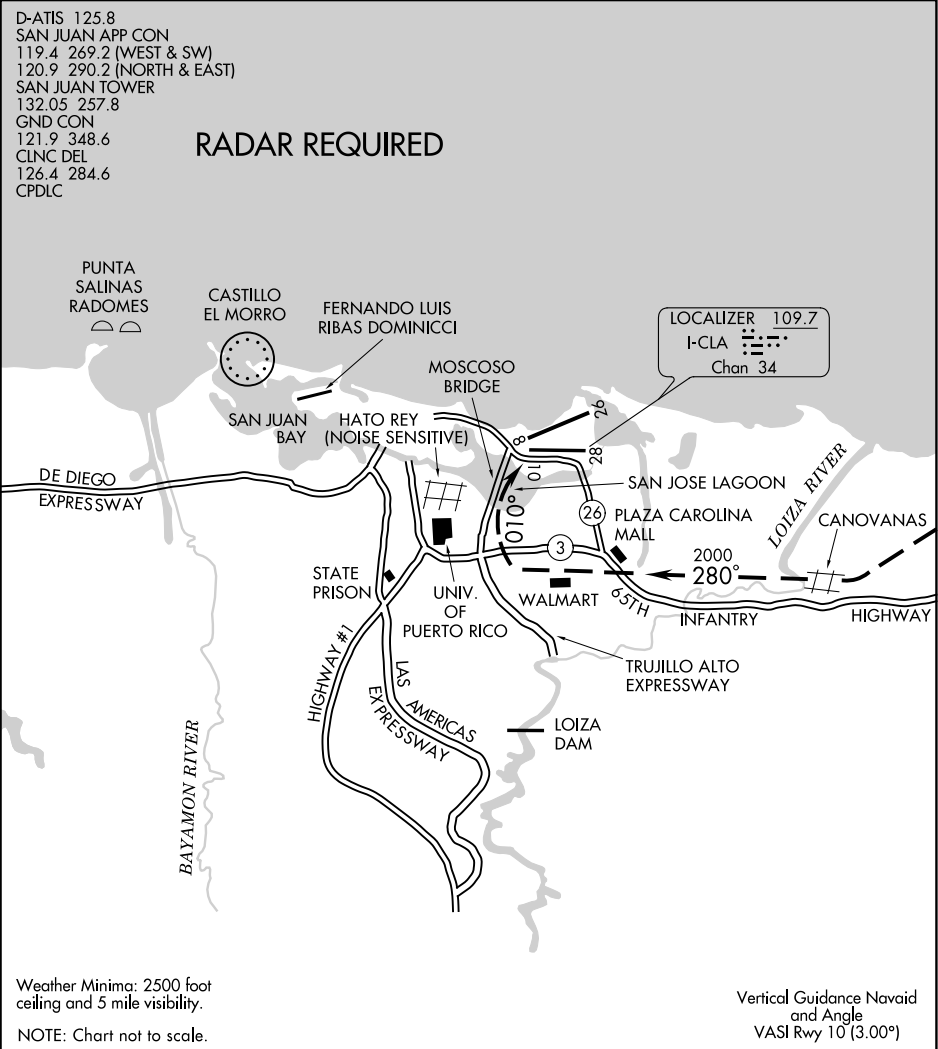 D-ATIS 125.8
SAN JUAN APP CON
119.4 269.2 (WEST & SW)
120.9 290.2 (NORTH & EAST)
SAN JUAN TOWER
132.05 257.8
GND CON
121.9 348.6
CLNC DEL
126.4 284.6
CPDLC
RADAR REQUIRED
PUNTA
SALINAS
RADOMES
CASTILLO
EL MORRO
FERNANDO LUIS
RIBAS DOMINICCI
LOCALIZER 109.7
I-CLA
Chan 34
MOSCOSO
BRIDGE
SAN JUAN
BAY
HATO REY
(NOISE SENSITIVE)
8
26
10
28
DE DIEGO
EXPRESSWAY
SAN JOSE LAGOON
LOIZA RIVER
010°
26
PLAZA CAROLINA
MALL
CANOVANAS
3
2000
280°
STATE
PRISON
UNIV.
OF
PUERTO RICO
WALMART
65TH
INFANTRY
HIGHWAY
HIGHWAY #1
LAS AMERICAS
EXPRESSWAY
TRUJILLO ALTO
EXPRESSWAY
LOIZA
DAM
BAYAMON RIVER
Weather Minima: 2500 foot
ceiling and 5 mile visibility.
NOTE: Chart not to scale.
Vertical Guidance Navaid
and Angle
VASI Rwy 10 (3.00°)